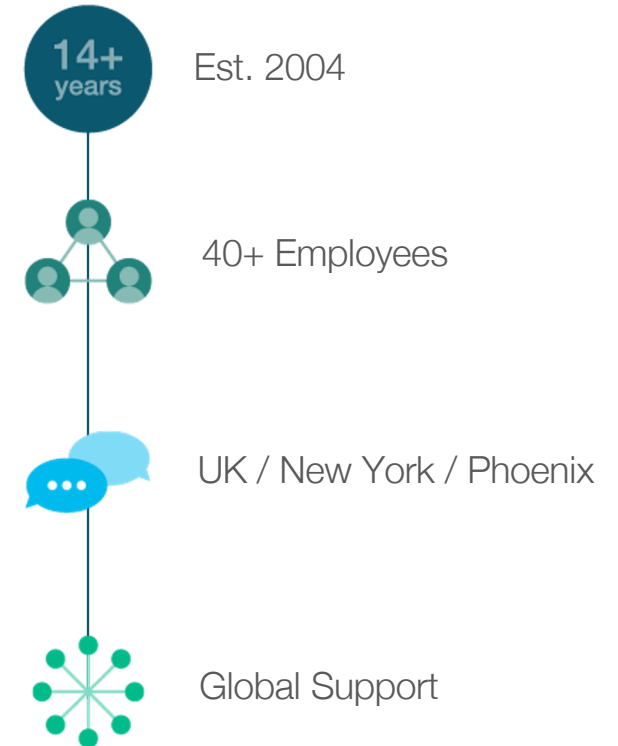 14+
years
Est. 2004
40+ Employees
UK / New York / Phoenix
Global Support